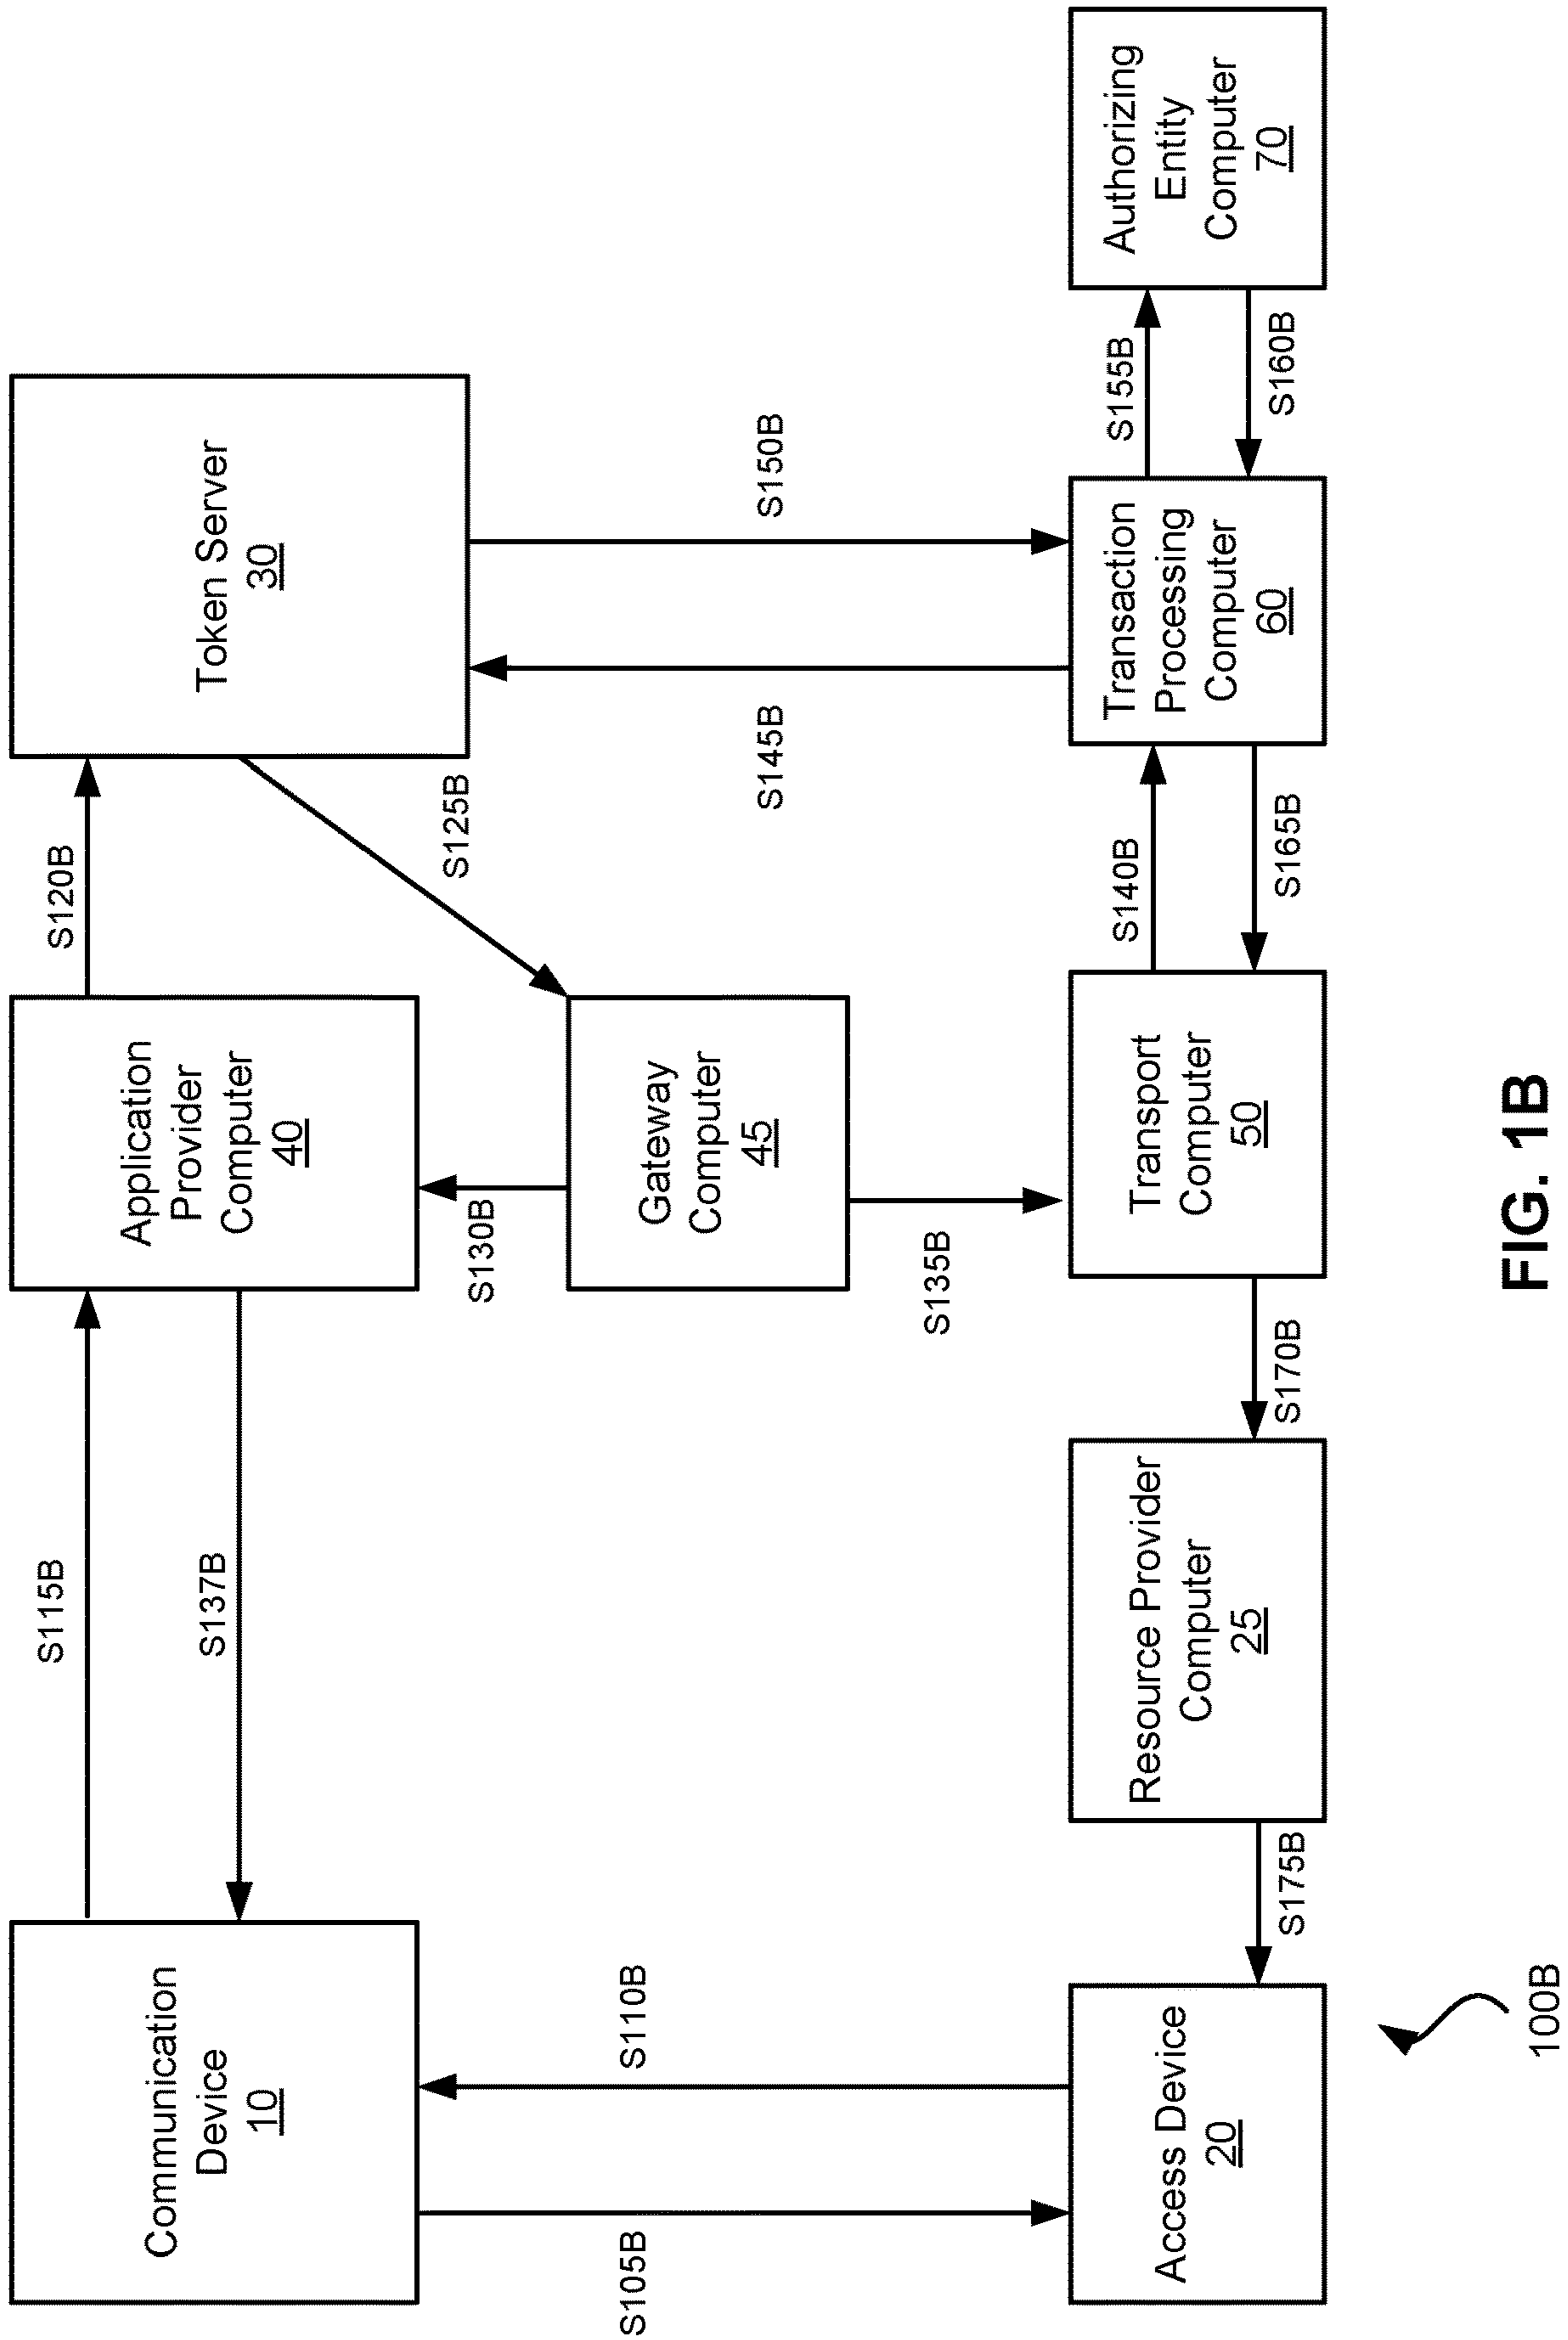 Communication
Device
10
S115B
S137B
Application
Provider
Computer
40
S120B
Token Server
30
S125B
S130B
Gateway
Computer
45
S105B
S110B
S135B
S145B
S150B
Access Device
20
S175B
Resource Provider
Computer
25
S170B
Transport
Computer
50
S140B
S165B
Transaction
Processing
Computer
60
S155B
S160B
Authorizing
Entity
Computer
70
100B
FIG. 1B